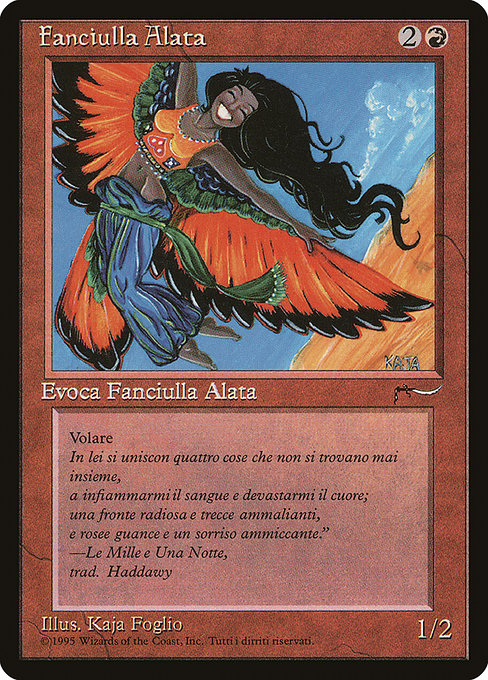 Fanciulla Alata 2
KAJA
Evoca Fanciulla Alata
Volare
In lei si uniscon quattro cose che non si trovano mai
insieme,
a infiammarmi il sangue e devastarmi il cuore;
una fronte radiosa e trecce ammalianti,
e rosee guance e un sorriso ammiccante.”
—Le Mille e Una Notte,
trad. Haddawy
Illus. Kaja Foglio
©1995 Wizards of the Coast, Inc. Tutti i diritti riservati.
1/2